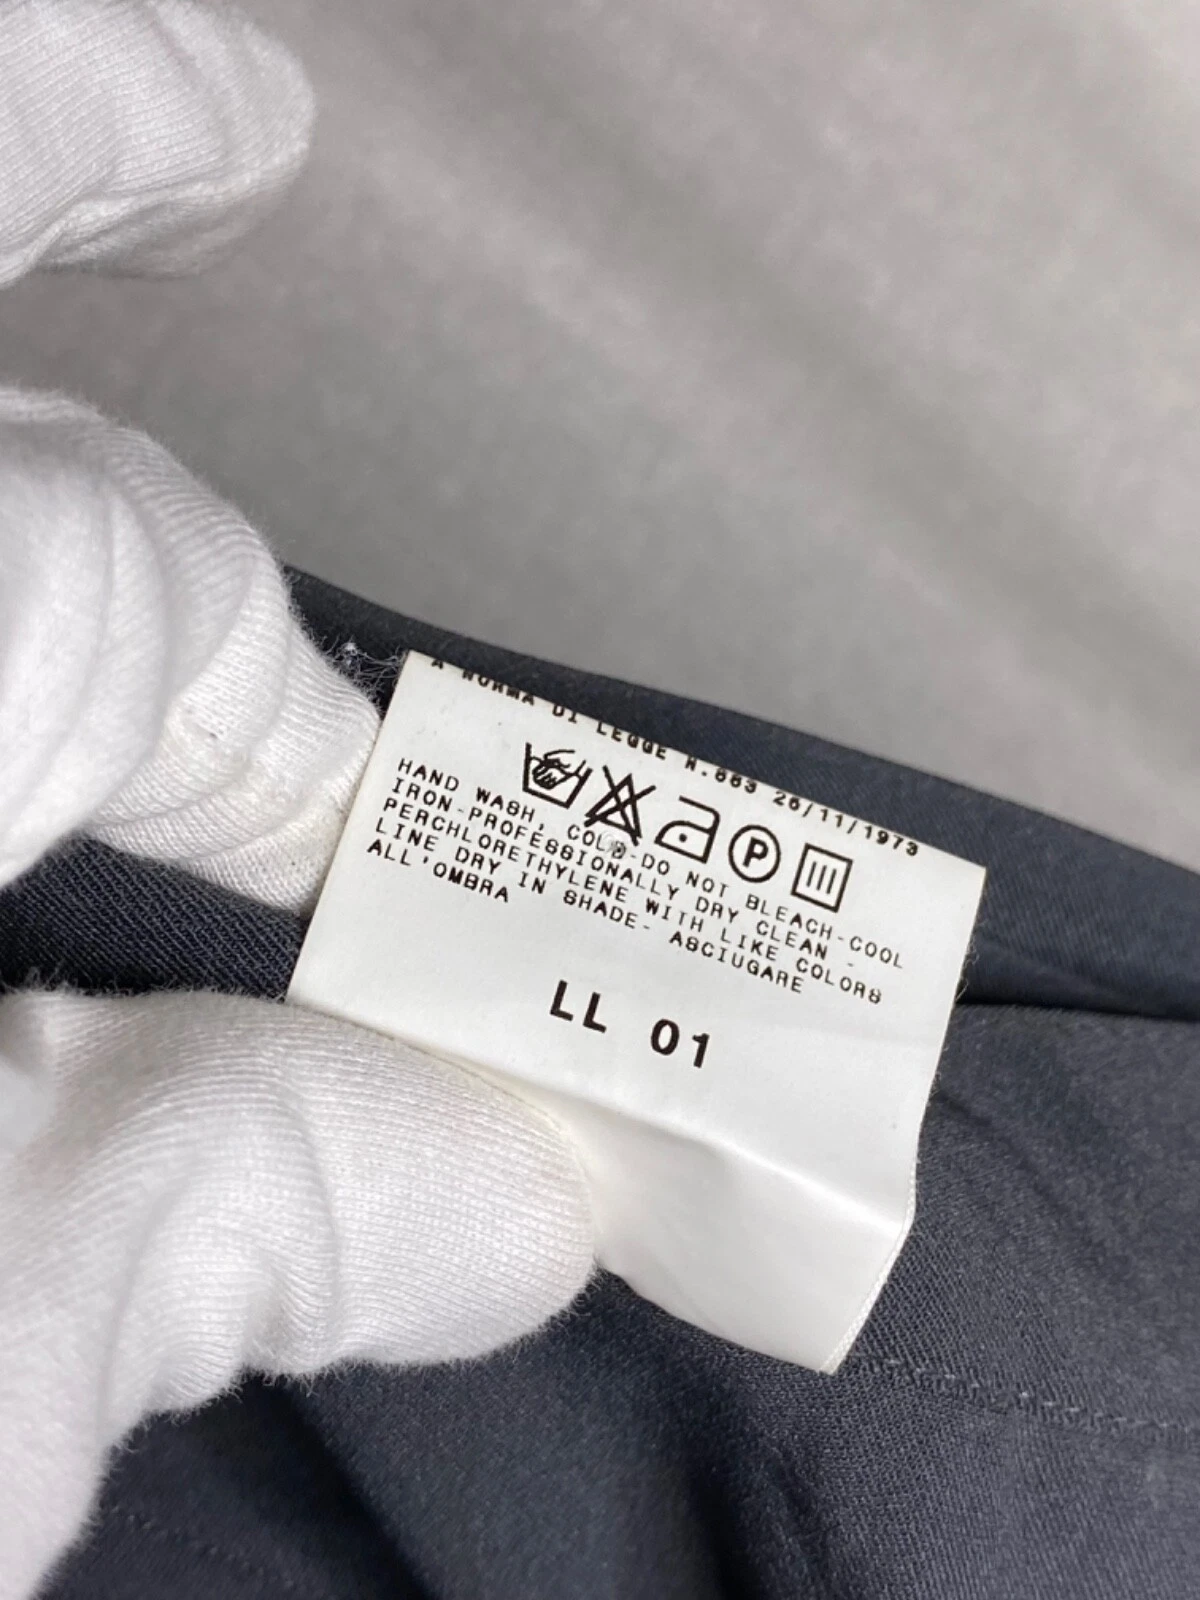 A NORMA DI LEGGE N.883 26/11/1973
P
HAND WASH, COLD-DO NOT BLEACH-COOL
IRON-PROFESSIONALLY DRY CLEAN -
PERCHLORETHYLENE WITH LIKE COLORS
LINE DRY IN SHADE- ASCIUGARE
ALL'OMBRA
LL 01